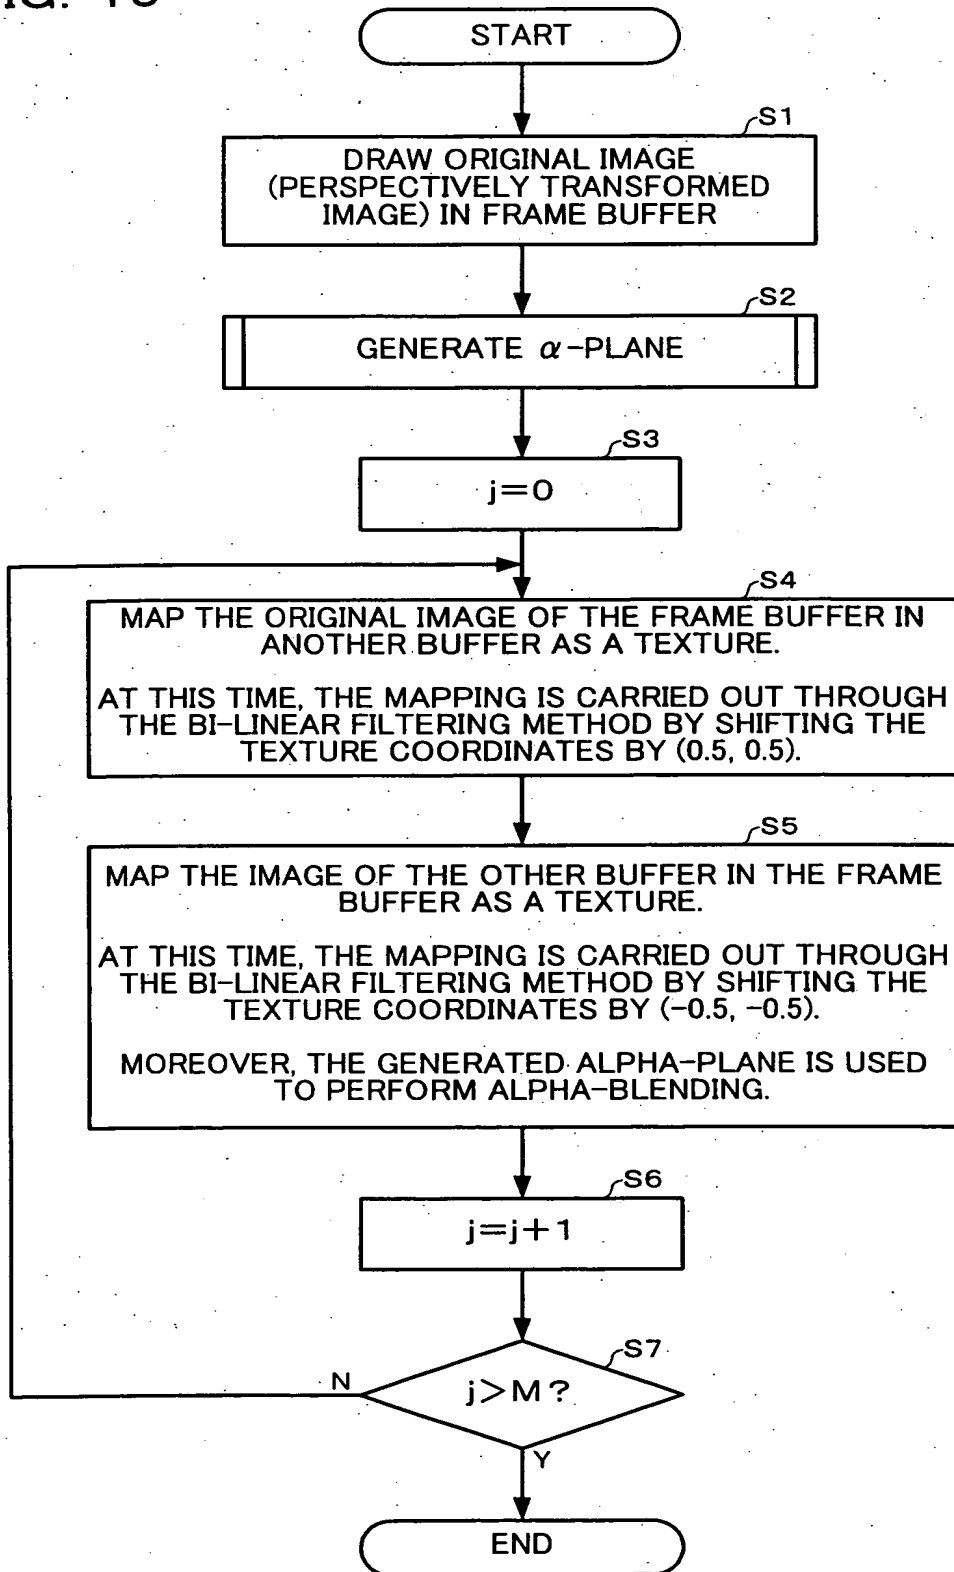 START
S1
DRAW ORIGINAL IMAGE
(PERSPECTIVELY TRANSFORMED
IMAGE) IN FRAME BUFFER
S2
GENERATE α-PLANE
S3
j=0
S4
MAP THE ORIGINAL IMAGE OF THE FRAME BUFFER IN
ANOTHER BUFFER AS A TEXTURE.
AT THIS TIME, THE MAPPING IS CARRIED OUT THROUGH
THE BI-LINEAR FILTERING METHOD BY SHIFTING THE
TEXTURE COORDINATES BY (0.5, 0.5).
S5
MAP THE IMAGE OF THE OTHER BUFFER IN THE FRAME
BUFFER AS A TEXTURE.
AT THIS TIME, THE MAPPING IS CARRIED OUT THROUGH
THE BI-LINEAR FILTERING METHOD BY SHIFTING THE
TEXTURE COORDINATES BY (-0.5, -0.5).
MOREOVER, THE GENERATED ALPHA-PLANE IS USED
TO PERFORM ALPHA-BLENDING.
S6
j=j+1
S7
j>M?
N
Y
END